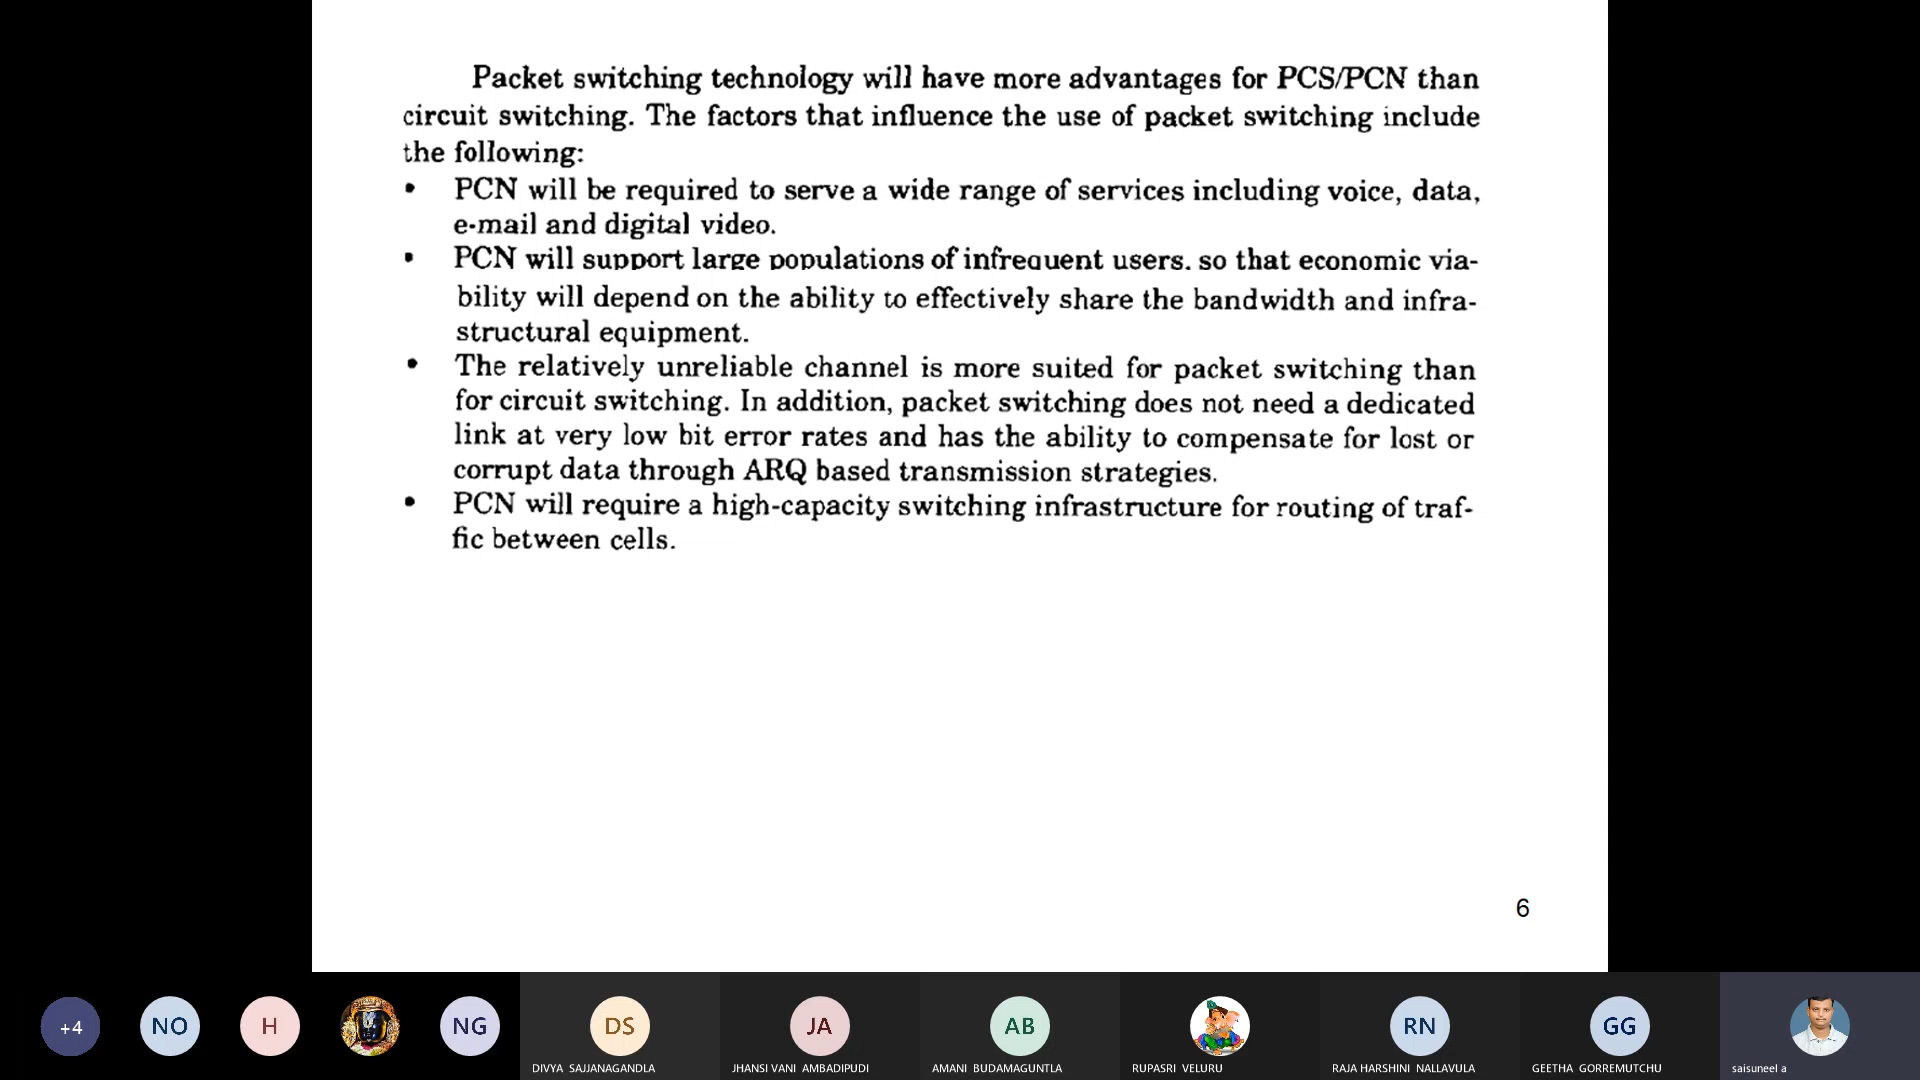 Packet switching technology will have more advantages for PCS/PCN than
circuit switching. The factors that influence the use of packet switching include
the following:
• PCN will be required to serve a wide range of services including voice, data,
e-mail and digital video.
• PCN will support large populations of infrequent users, so that economic via-
bility will depend on the ability to effectively share the bandwidth and infra-
structural equipment.
• The relatively unreliable channel is more suited for packet switching than
for circuit switching. In addition, packet switching does not need a dedicated
link at very low bit error rates and has the ability to compensate for lost or
corrupt data through ARQ based transmission strategies.
• PCN will require a high-capacity switching infrastructure for routing of traf-
fic between cells.
6
+4
NO
H
NG
DS
JA
AB
RN
GG
DIVYA SAJJANAGANDLA
JHANSI VANI AMBADIPUDI
AMANI BUDAMAGUNTLA
RUPASRI VELURU
RAJA HARSHINI NALLAVULA
GEETHA GORREMUTCHU
saisuneel a